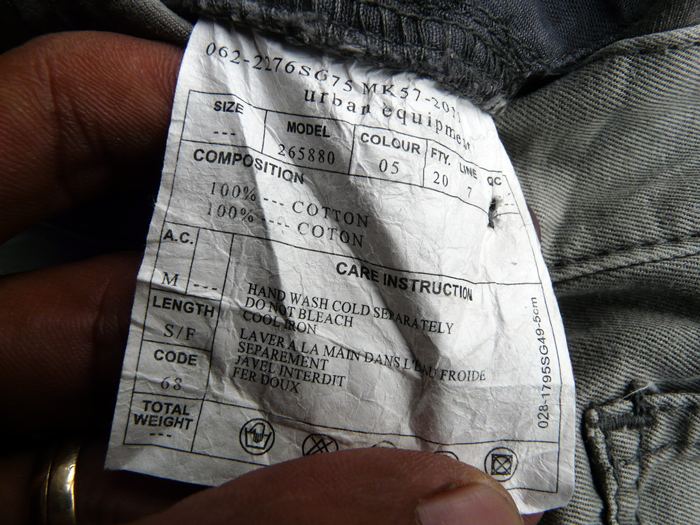 062-2276SG75 MK57-2011
urban equipment
SIZE MODEL COLOUR FTY. LINE QC
--- 265880 05 20 7
COMPOSITION
100%---- COTTON
100%---- COTON
A.C.
M ---
CARE INSTRUCTION
HAND WASH COLD SEPARATELY
DO NOT BLEACH
COOL IRON
LAVER A LA MAIN DANS L'EAU FROIDE
SEPAREMENT
JAVEL INTERDIT
FER DOUX
LENGTH
S/F
CODE
68
TOTAL
WEIGHT
---
028-1795SG49-5cm